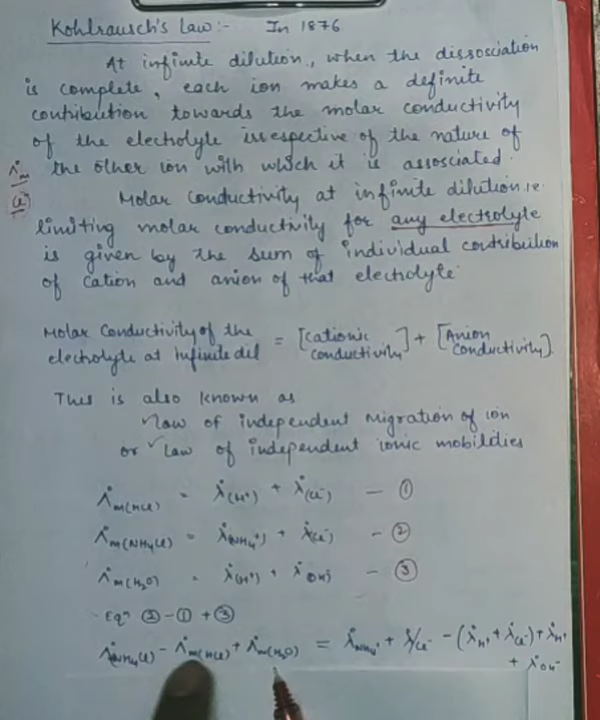 Kohlrausch's Law:- In 1876
At infinite dilution, when the dissosciation
is complete, each ion makes a definite
contribution towards the molar conductivity
of the electrolyte irrespective of the nature of
the other ion with which it is assosciated.
Λ°m
Molar conductivity at infinite dilution i.e
limiting molar conductivity for any electrolyte
is given by the sum of individual contribution
of cation and anion of that electrolyte
Molar Conductivity of the electrolyte at infinite dil = [Cationic conductivity] + [Anion Conductivity]
This is also known as
✓law of independent Migration of ion
or ✓law of independent ionic mobilities
Λ°m(HCl) = λ°(H⁺) + λ°(Cl⁻) - ①
Λ°m(NH4Cl) = λ°(NH4⁺) + λ°(Cl⁻) - ②
Λ°m(H2O) = λ°(H⁺) + λ°OH⁻ - ③
Eqⁿ ② - ① + ③
Λ°(NH4Cl) - Λ°m(HCl) + Λ°m(H2O) = λ°NH4⁺ + λ°Cl⁻ - (λ°H⁺ + λ°Cl⁻) + λ°H⁺
+ λ°OH⁻